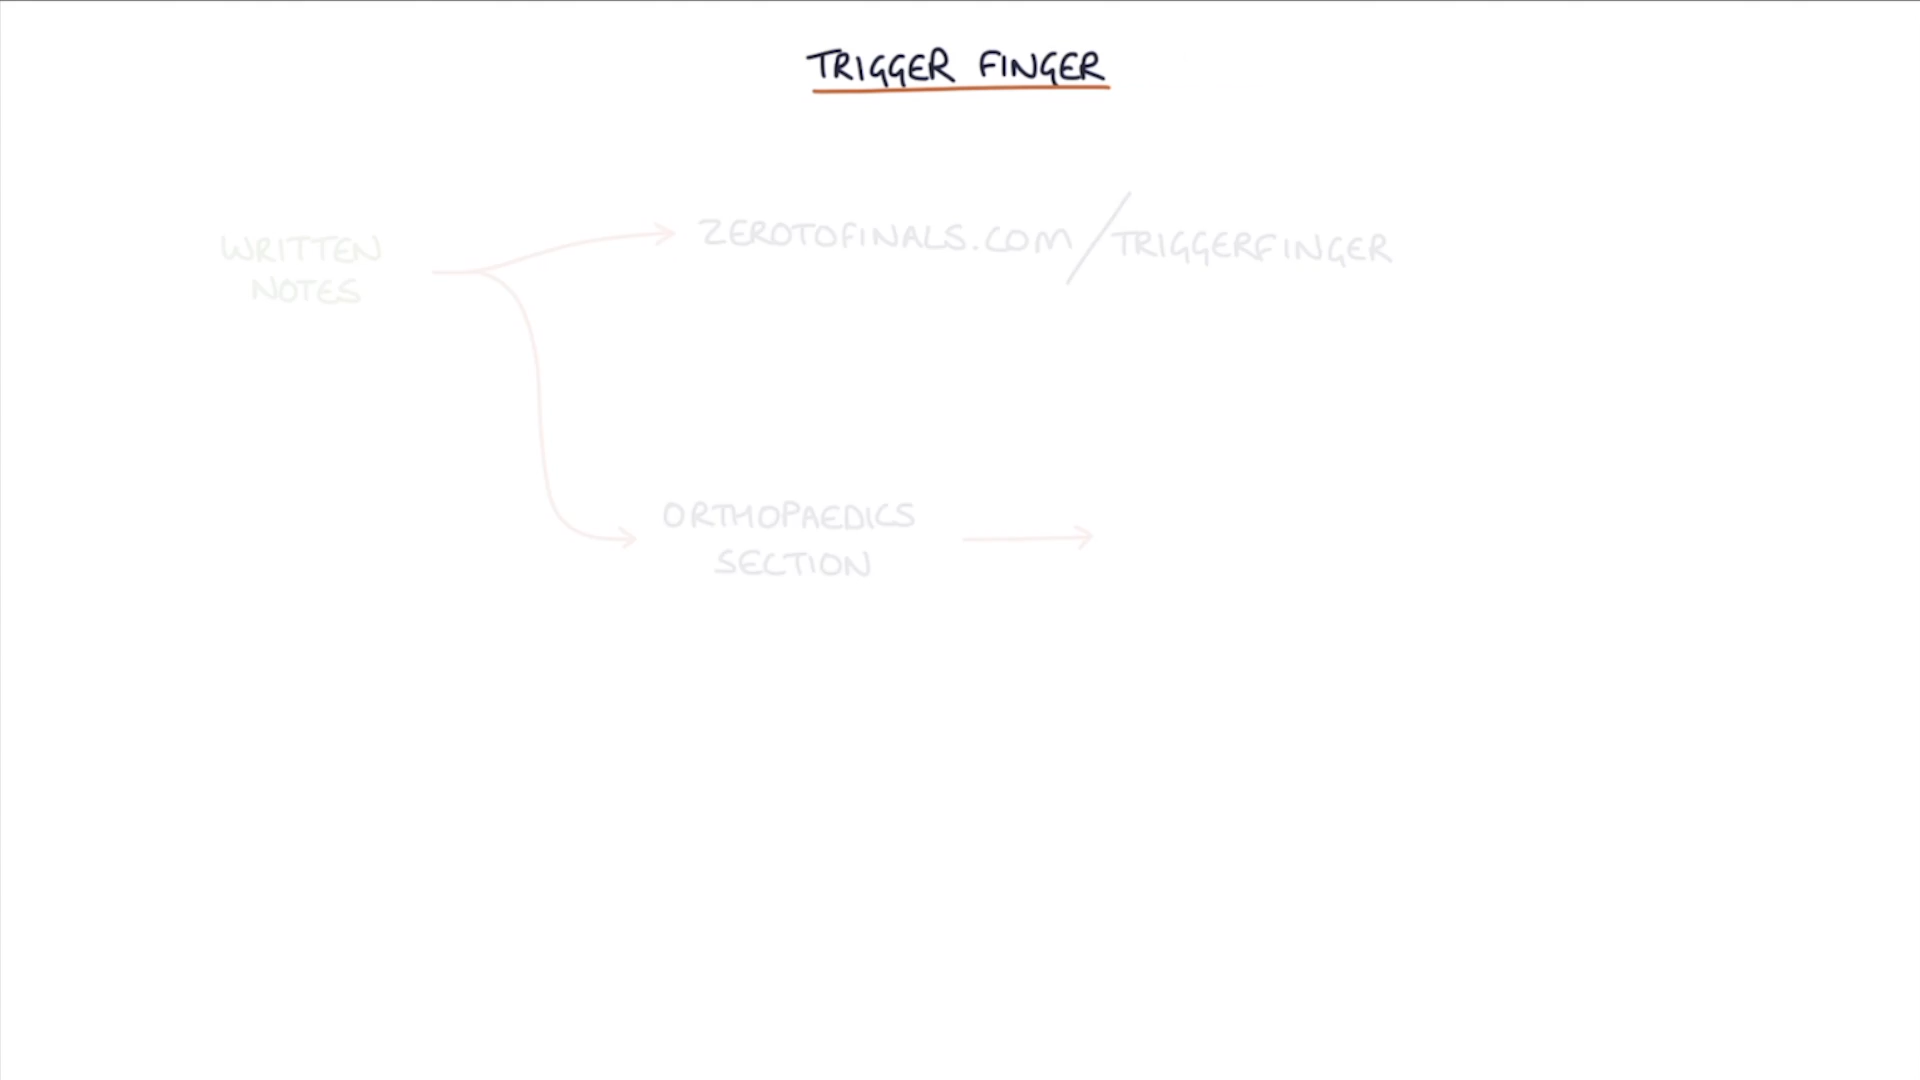 TRIGGER FINGER
WRITTEN
NOTES
ZEROTOFINALS.COM/TRIGGERFINGER
ORTHOPAEDICS
SECTION